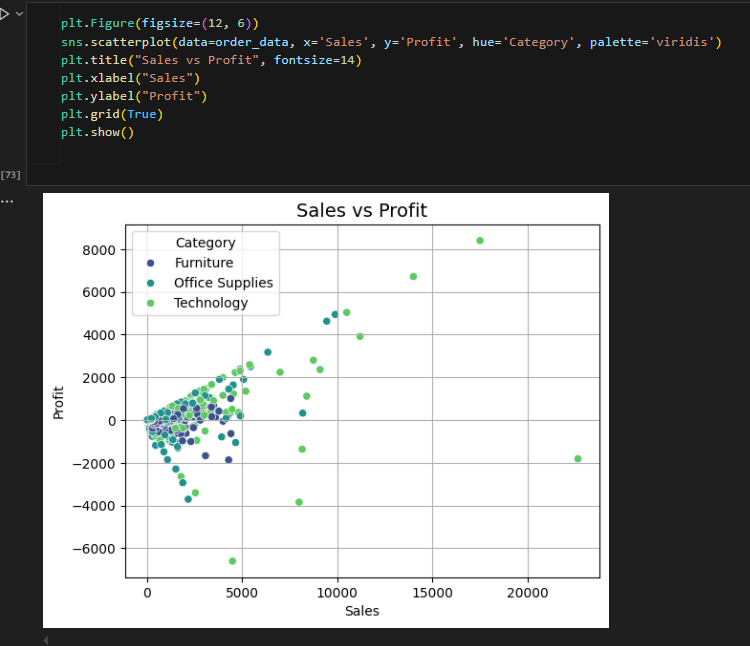 plt.Figure(figsize=(12, 6))
sns.scatterplot(data=order_data, x='Sales', y='Profit', hue='Category', palette='viridis')
plt.title("Sales vs Profit", fontsize=14)
plt.xlabel("Sales")
plt.ylabel("Profit")
plt.grid(True)
plt.show()
[73]
...
Sales vs Profit
Category
Furniture
Office Supplies
Technology
8000
6000
4000
2000
0
−2000
−4000
−6000
Profit
0 5000 10000 15000 20000
Sales